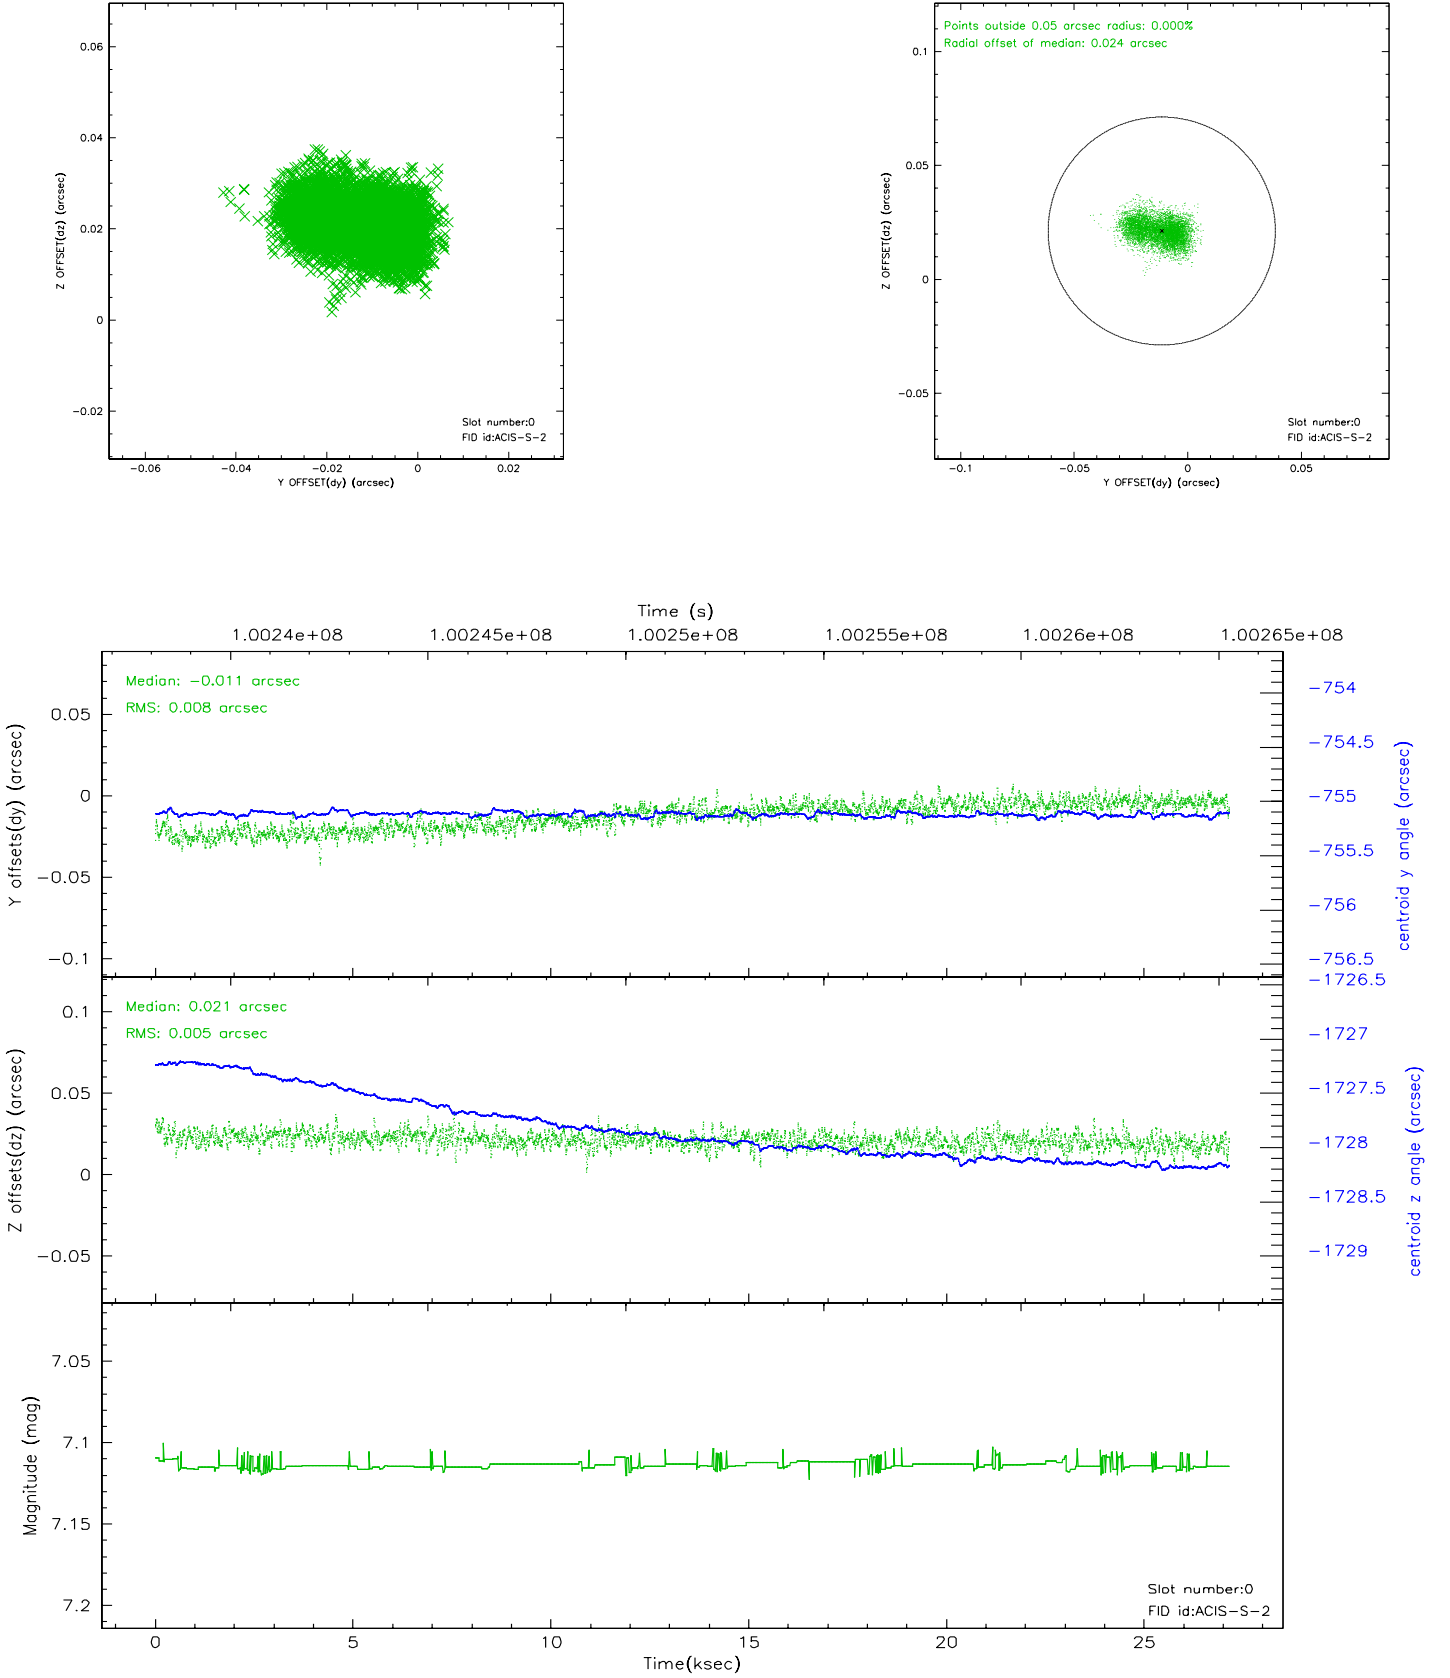 0.06
0.04
0.02
0
−0.02
Z OFFSET(dz) (arcsec)
Slot number:0
FID id:ACIS−S−2
−0.06 −0.04 −0.02 0 0.02
Y OFFSET(dy) (arcsec)
Points outside 0.05 arcsec radius: 0.000%
Radial offset of median: 0.024 arcsec
0.1
0.05
0
−0.05
Z OFFSET(dz) (arcsec)
Slot number:0
FID id:ACIS−S−2
−0.1 −0.05 0 0.05
Y OFFSET(dy) (arcsec)
Time (s)
1.0024e+08 1.00245e+08 1.0025e+08 1.00255e+08 1.0026e+08 1.00265e+08
Median: −0.011 arcsec
RMS: 0.008 arcsec
0.05
0
−0.05
−0.1
Y offsets(dy) (arcsec)
−754
−754.5
−755
−755.5
−756
−756.5
centroid y angle (arcsec)
Median: 0.021 arcsec
RMS: 0.005 arcsec
0.1
0.05
0
−0.05
Z offsets(dz) (arcsec)
−1726.5
−1727
−1727.5
−1728
−1728.5
−1729
centroid z angle (arcsec)
7.05
7.1
7.15
7.2
Magnitude (mag)
Slot number:0
FID id:ACIS−S−2
0 5 10 15 20 25
Time(ksec)